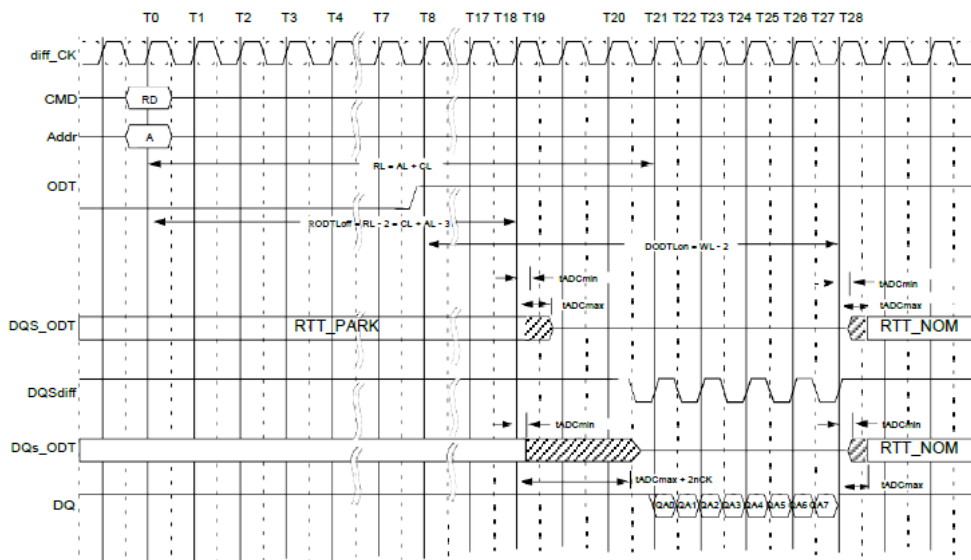 T0 T1 T2 T3 T4 T7 T8 T17 T18 T19 T20 T21 T22 T23 T24 T25 T26 T27 T28
diff_CK
CMD RD
Addr A
RL = AL + CL
ODT
RODTLoff = RL - 2 = CL + AL - 3
DODTLon = WL - 2
tADCmin tADCmin
tADCmax tADCmax
DQS_ODT RTT_PARK RTT_NOM
DQSdiff
tADCmin tADCmin
DQs_ODT RTT_NOM
tADCmax + 2nCK tADCmax
DQ QA0 QA1 QA2 QA3 QA4 QA5 QA6 QA7